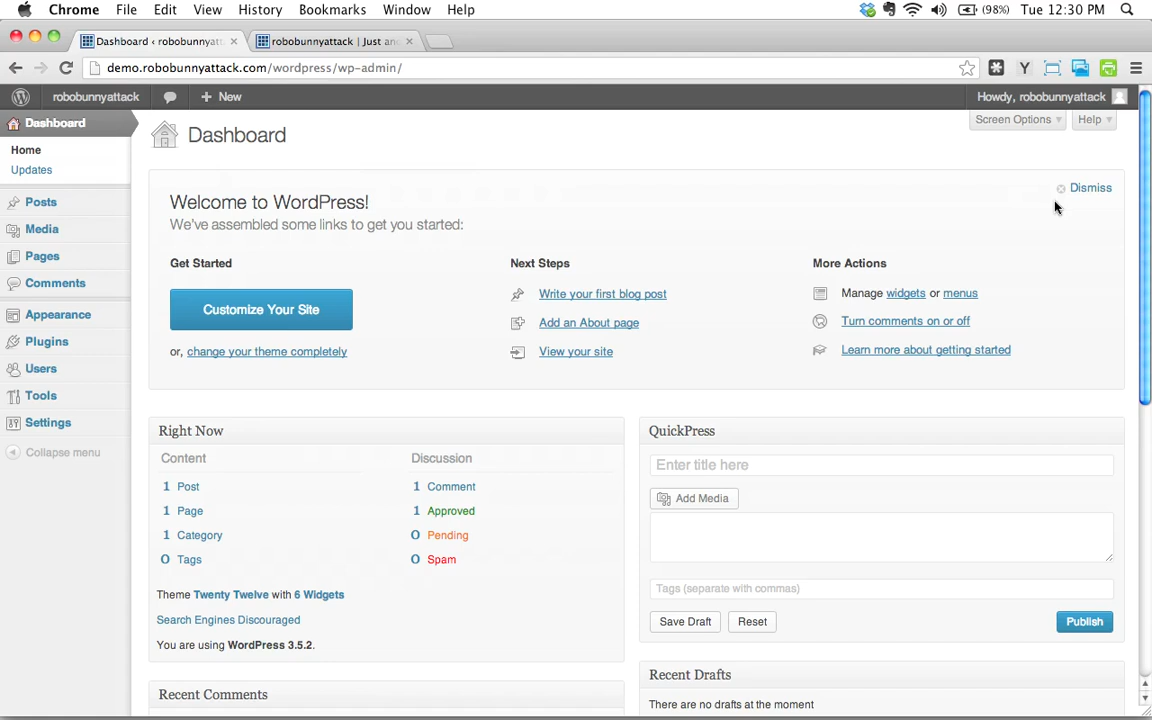 Chrome File Edit View History Bookmarks Window Help (98%) Tue 12:30 PM
Dashboard ‹ robobunnyatt robobunnyattack | Just an
demo.robobunnyattack.com/wordpress/wp-admin/
robobunnyattack + New Howdy, robobunnyattack
Screen Options Help
Dashboard
Home
Updates
Posts
Media
Pages
Comments
Appearance
Plugins
Users
Tools
Settings
Collapse menu
Dashboard
Dismiss
Welcome to WordPress!
We've assembled some links to get you started:
Get Started
Customize Your Site
or, change your theme completely
Next Steps
Write your first blog post
Add an About page
View your site
More Actions
Manage widgets or menus
Turn comments on or off
Learn more about getting started
Right Now
Content Discussion
1 Post 1 Comment
1 Page 1 Approved
1 Category 0 Pending
0 Tags 0 Spam
Theme Twenty Twelve with 6 Widgets
Search Engines Discouraged
You are using WordPress 3.5.2.
Recent Comments
QuickPress
Enter title here
Add Media
Tags (separate with commas)
Save Draft Reset Publish
Recent Drafts
There are no drafts at the moment